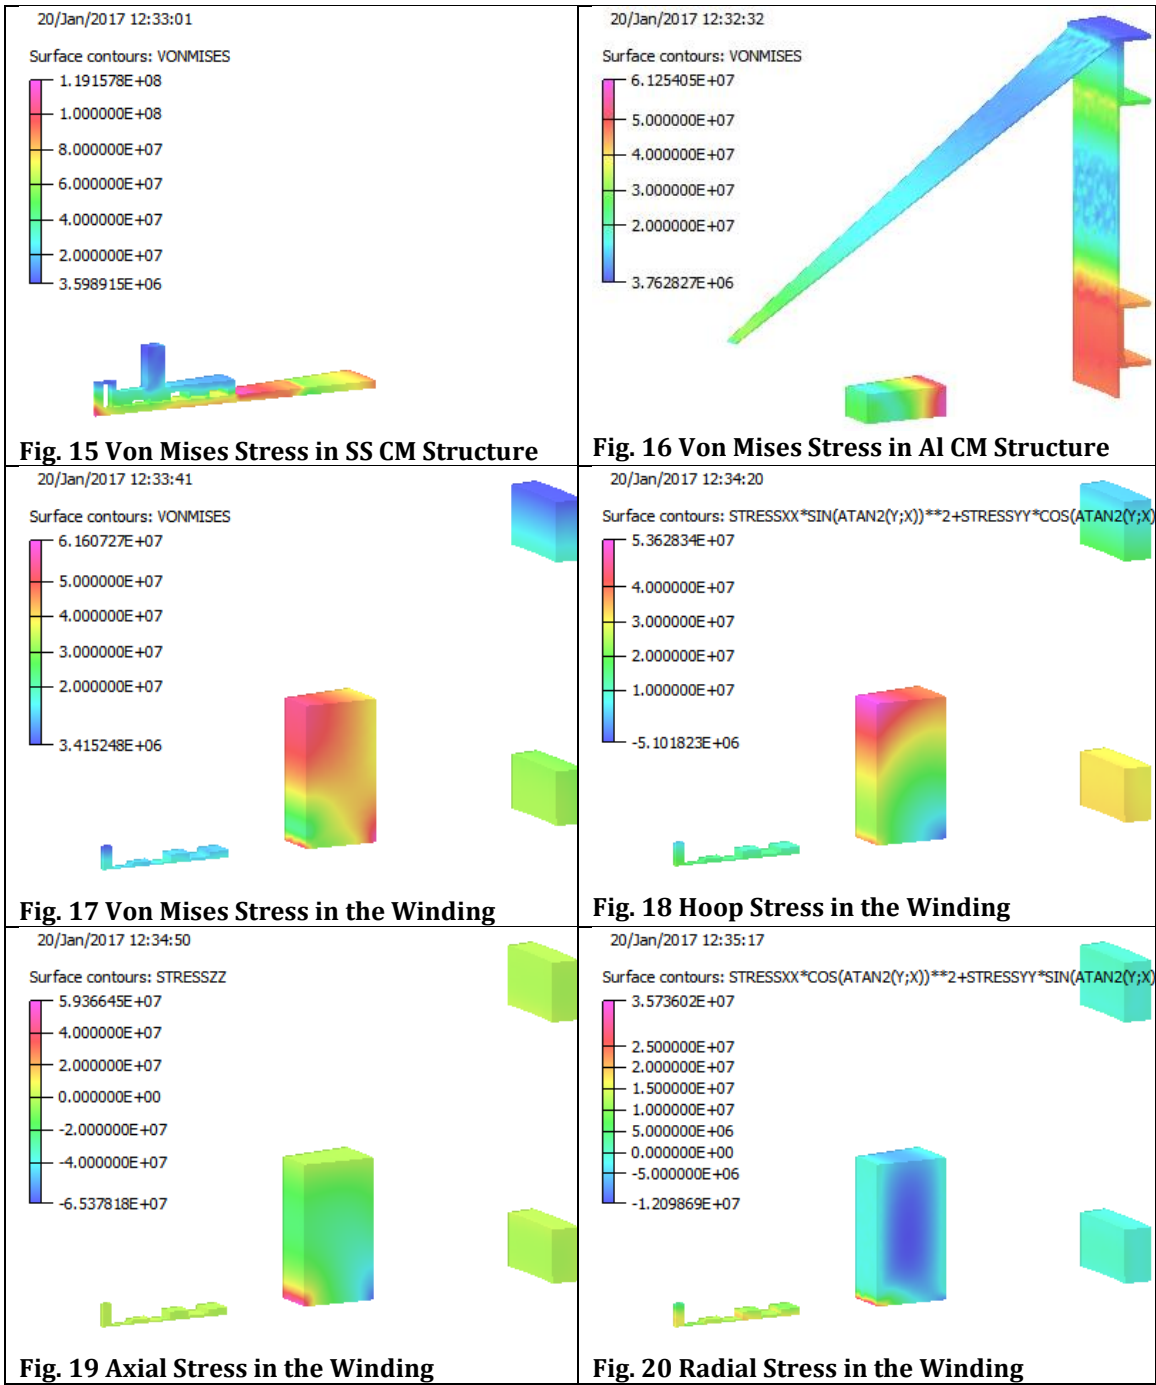 20/Jan/2017 12:33:01
Surface contours: VONMISES
1.191578E+08
1.000000E+08
8.000000E+07
6.000000E+07
4.000000E+07
2.000000E+07
3.598915E+06
Fig. 15 Von Mises Stress in SS CM Structure
20/Jan/2017 12:32:32
Surface contours: VONMISES
6.125405E+07
5.000000E+07
4.000000E+07
3.000000E+07
2.000000E+07
3.762827E+06
Fig. 16 Von Mises Stress in Al CM Structure
20/Jan/2017 12:33:41
Surface contours: VONMISES
6.160727E+07
5.000000E+07
4.000000E+07
3.000000E+07
2.000000E+07
3.415248E+06
Fig. 17 Von Mises Stress in the Winding
20/Jan/2017 12:34:20
Surface contours: STRESSXX*SIN(ATAN2(Y;X))**2+STRESSYY*COS(ATAN2(Y;X)
5.362834E+07
4.000000E+07
3.000000E+07
2.000000E+07
1.000000E+07
-5.101823E+06
Fig. 18 Hoop Stress in the Winding
20/Jan/2017 12:34:50
Surface contours: STRESSZZ
5.936645E+07
4.000000E+07
2.000000E+07
0.000000E+00
-2.000000E+07
-4.000000E+07
-6.537818E+07
Fig. 19 Axial Stress in the Winding
20/Jan/2017 12:35:17
Surface contours: STRESSXX*COS(ATAN2(Y;X))**2+STRESSYY*SIN(ATAN2(Y;X)
3.573602E+07
2.500000E+07
2.000000E+07
1.500000E+07
1.000000E+07
5.000000E+06
0.000000E+00
-5.000000E+06
-1.209869E+07
Fig. 20 Radial Stress in the Winding